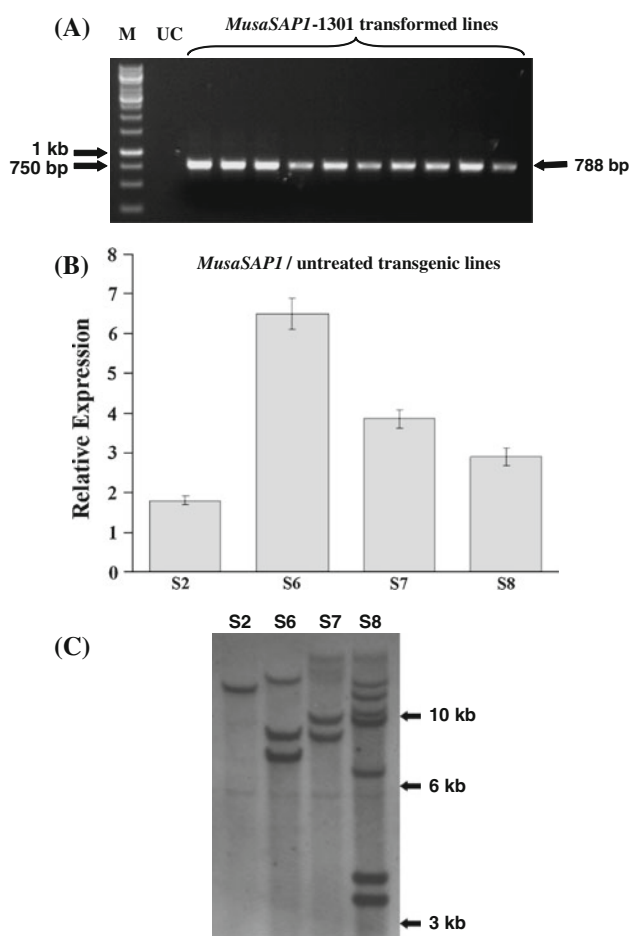 (A)
M UC MusaSAP1-1301 transformed lines
1 kb
750 bp
788 bp
(B)
MusaSAP1 / untreated transgenic lines
Relative Expression
8
7
6
5
4
3
2
1
0
S2 S6 S7 S8
(C)
S2 S6 S7 S8
10 kb
6 kb
3 kb